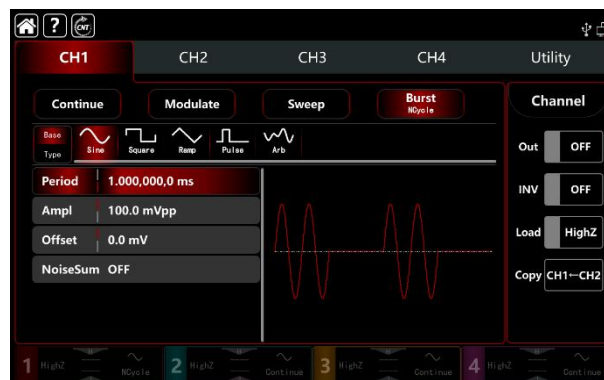 ? CNT
CH1 CH2 CH3 CH4 Utility
Continue Modulate Sweep Burst NCycle Channel
Base Type Sine Square Ramp Pulse Arb
Out OFF
Period 1.000,000,0 ms
INV OFF
Ampl 100.0 mVpp
Offset 0.0 mV
Load HighZ
NoiseSum OFF
Copy CH1←CH2
1 HighZ NCycle 2 HighZ Continue 3 HighZ Continue 4 HighZ Continue